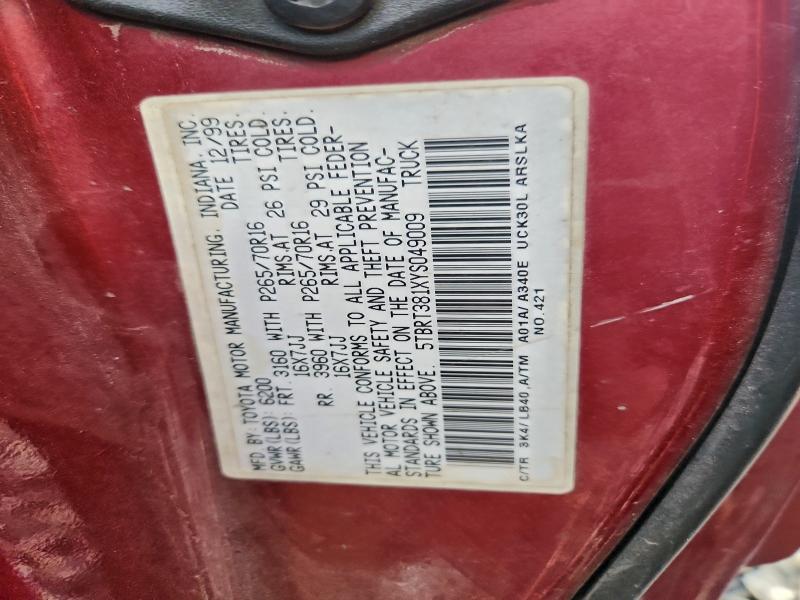 MFD.BY:TOYOTA MOTOR MANUFACTURING, INDIANA, INC.
GVWR(LBS): 6200 DATE 12/99
GAWR(LBS): FRT. 3160 WITH P265/70R16 TIRES.
16X7JJ RIMS.AT 26 PSI COLD.
RR. 3960 WITH P265/70R16 TIRES.
16X7JJ RIMS.AT 29 PSI COLD.
THIS VEHICLE CONFORMS TO ALL APPLICABLE FEDER-
AL MOTOR VEHICLE SAFETY AND THEFT PREVENTION
STANDARDS IN EFFECT ON THE DATE OF MANUFAC-
TURE SHOWN ABOVE. 5TBRT381XYS049009 TRUCK
C/TR 3K4/LB40,A/TM A01A/A340E UCK30L ARSLKA
NO.421